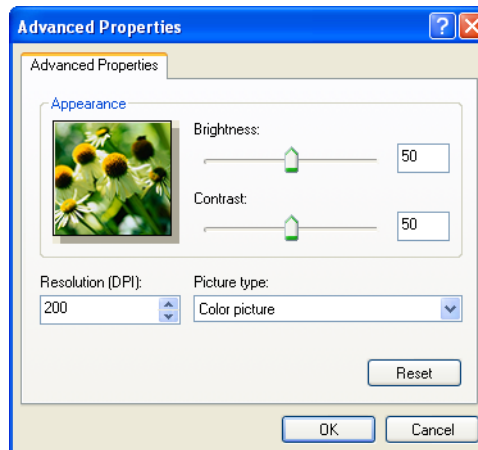 Advanced Properties
Advanced Properties
Appearance
Brightness:
50
Contrast:
50
Resolution (DPI):
Picture type:
200
Color picture
Reset
OK
Cancel